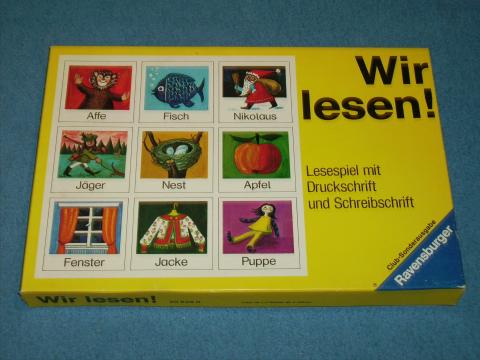 Wir
lesen!
Affe
Fisch
Nikolaus
Jäger
Nest
Apfel
Fenster
Jacke
Puppe
Lesespiel mit
Druckschrift
und Schreibschrift
Club-Sonderausgabe
Ravensburger
Wir lesen!